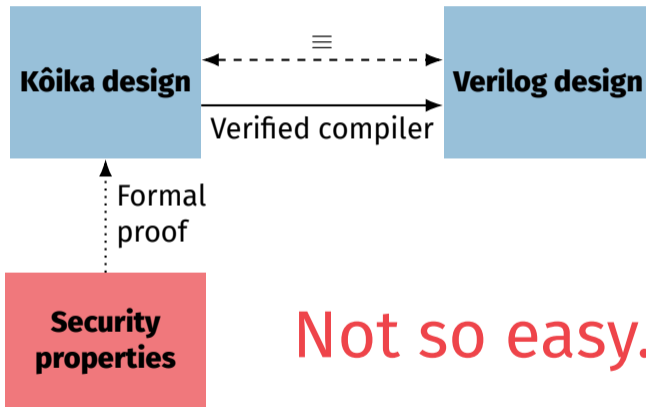 ≡
Kôika design
Verilog design
Verified compiler
Formal
proof
Security
properties
Not so easy.